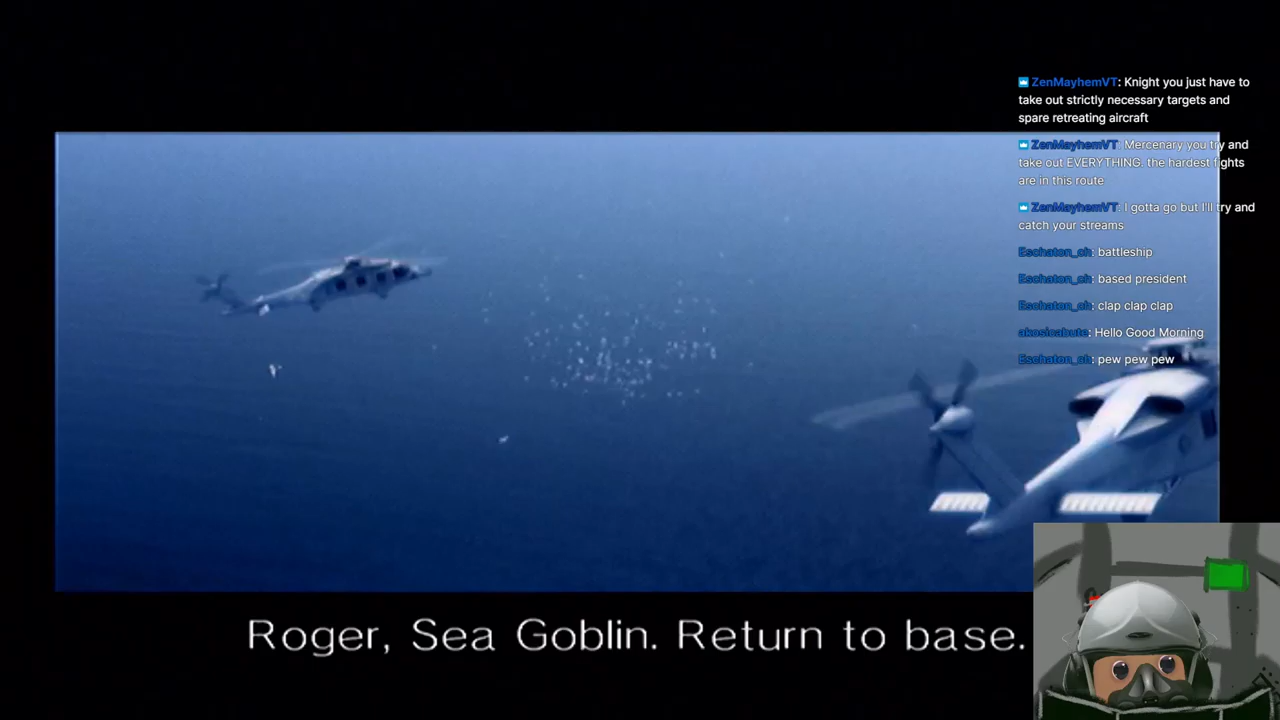 ZenMayhemVT: Knight you just have to
take out strictly necessary targets and
spare retreating aircraft
ZenMayhemVT: Mercenary you try and
take out EVERYTHING. the hardest fights
are in this route
ZenMayhemVT: I gotta go but I'll try and
catch your streams
Eschaton_ch: battleship
Eschaton_ch: based president
Eschaton_ch: clap clap clap
akosicabute: Hello Good Morning
Eschaton_ch: pew pew pew
Roger, Sea Goblin. Return to base.